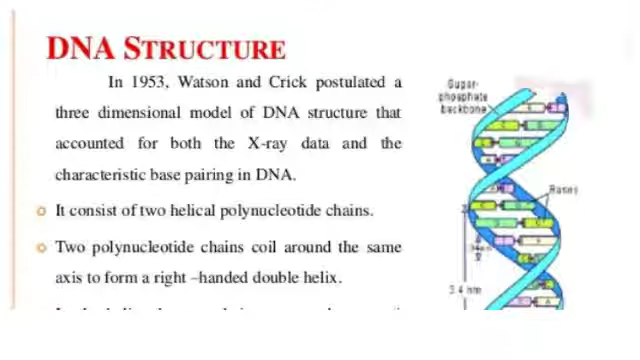 DNA STRUCTURE
In 1953, Watson and Crick postulated a
three dimensional model of DNA structure that
accounted for both the X-ray data and the
characteristic base pairing in DNA.
It consist of two helical polynucleotide chains.
Two polynucleotide chains coil around the same
axis to form a right –handed double helix.
Sugar-
phosphate
backbone
Bases
3.4 nm